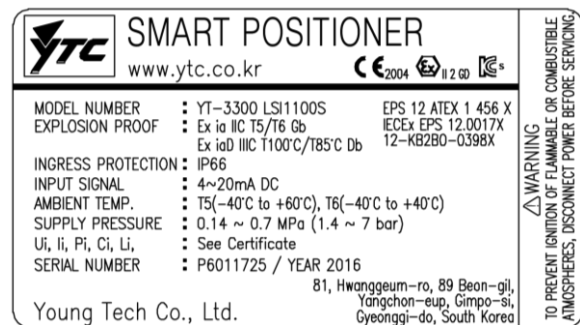 YTC SMART POSITIONER
www.ytc.co.kr CE2004 Ex II 2 GD KCs
MODEL NUMBER : YT-3300 LSI1100S EPS 12 ATEX 1 456 X
EXPLOSION PROOF : Ex ia IIC T5/T6 Gb IECEx EPS 12.0017X
Ex iaD IIIC T100℃/T85℃ Db 12-KB2BO-0398X
INGRESS PROTECTION : IP66
INPUT SIGNAL : 4~20mA DC
AMBIENT TEMP. : T5(-40℃ to +60℃), T6(-40℃ to +40℃)
SUPPLY PRESSURE : 0.14 ~ 0.7 MPa (1.4 ~ 7 bar)
Ui, Ii, Pi, Ci, Li, : See Certificate
SERIAL NUMBER : P6011725 / YEAR 2016
81, Hwanggeum-ro, 89 Beon-gil,
Yangchon-eup, Gimpo-si,
Young Tech Co., Ltd. Gyeonggi-do, South Korea
⚠WARNING
TO PREVENT IGNITION OF FLAMMABLE OR COMBUSTIBLE
ATMOSPHERES, DISCONNECT POWER BEFORE SERVICING.